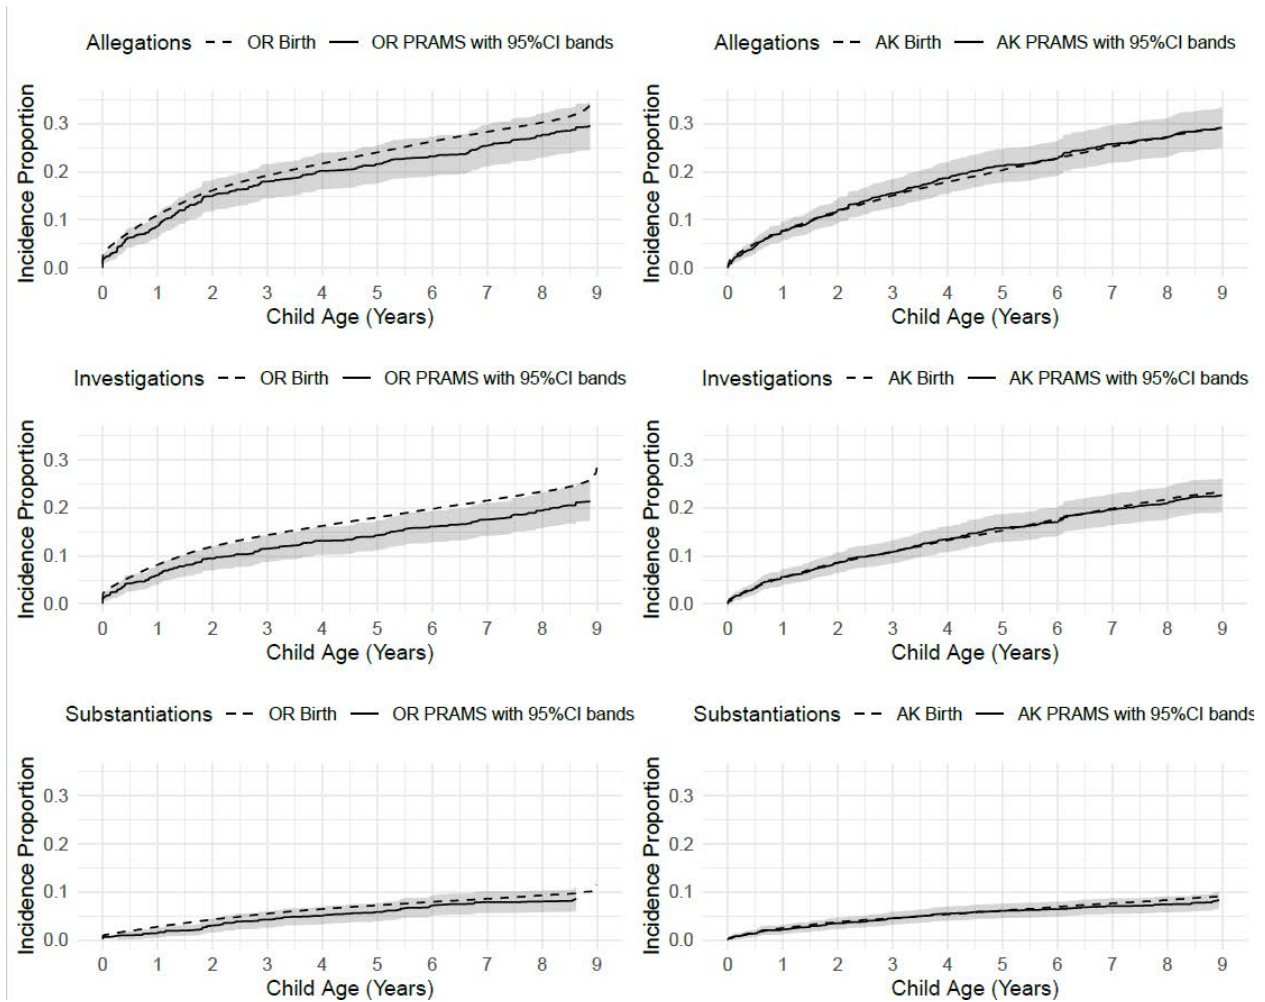 Allegations -- OR Birth — OR PRAMS with 95%CI bands
Incidence Proportion
0.3
0.2
0.1
0.0
0 1 2 3 4 5 6 7 8 9
Child Age (Years)
Allegations -- AK Birth — AK PRAMS with 95%CI bands
Incidence Proportion
0.3
0.2
0.1
0.0
0 1 2 3 4 5 6 7 8 9
Child Age (Years)
Investigations -- OR Birth — OR PRAMS with 95%CI bands
Incidence Proportion
0.3
0.2
0.1
0.0
0 1 2 3 4 5 6 7 8 9
Child Age (Years)
Investigations -- AK Birth — AK PRAMS with 95%CI bands
Incidence Proportion
0.3
0.2
0.1
0.0
0 1 2 3 4 5 6 7 8 9
Child Age (Years)
Substantiations -- OR Birth — OR PRAMS with 95%CI bands
Incidence Proportion
0.3
0.2
0.1
0.0
0 1 2 3 4 5 6 7 8 9
Child Age (Years)
Substantiations -- AK Birth — AK PRAMS with 95%CI bands
Incidence Proportion
0.3
0.2
0.1
0.0
0 1 2 3 4 5 6 7 8 9
Child Age (Years)